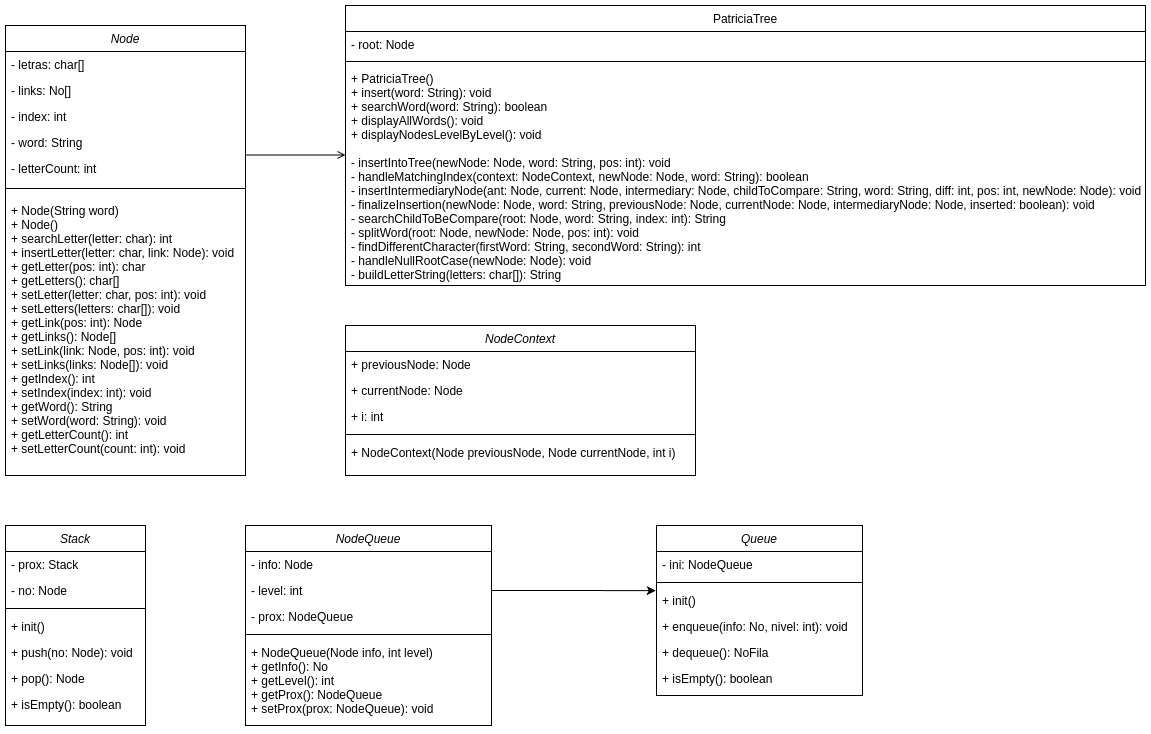 Node
- letras: char[]
- links: No[]
- index: int
- word: String
- letterCount: int
+ Node(String word)
+ Node()
+ searchLetter(letter: char): int
+ insertLetter(letter: char, link: Node): void
+ getLetter(pos: int): char
+ getLetters(): char[]
+ setLetter(letter: char, pos: int): void
+ setLetters(letters: char[]): void
+ getLink(pos: int): Node
+ getLinks(): Node[]
+ setLink(link: Node, pos: int): void
+ setLinks(links: Node[]): void
+ getIndex(): int
+ setIndex(index: int): void
+ getWord(): String
+ setWord(word: String): void
+ getLetterCount(): int
+ setLetterCount(count: int): void
PatriciaTree
- root: Node
+ PatriciaTree()
+ insert(word: String): void
+ searchWord(word: String): boolean
+ displayAllWords(): void
+ displayNodesLevelByLevel(): void
- insertIntoTree(newNode: Node, word: String, pos: int): void
- handleMatchingIndex(context: NodeContext, newNode: Node, word: String): boolean
- insertIntermediaryNode(ant: Node, current: Node, intermediary: Node, childToCompare: String, word: String, diff: int, pos: int, newNode: Node): void
- finalizeInsertion(newNode: Node, word: String, previousNode: Node, currentNode: Node, intermediaryNode: Node, inserted: boolean): void
- searchChildToBeCompare(root: Node, word: String, index: int): String
- splitWord(root: Node, newNode: Node, pos: int): void
- findDifferentCharacter(firstWord: String, secondWord: String): int
- handleNullRootCase(newNode: Node): void
- buildLetterString(letters: char[]): String
NodeContext
+ previousNode: Node
+ currentNode: Node
+ i: int
+ NodeContext(Node previousNode, Node currentNode, int i)
Stack
- prox: Stack
- no: Node
+ init()
+ push(no: Node): void
+ pop(): Node
+ isEmpty(): boolean
NodeQueue
- info: Node
- level: int
- prox: NodeQueue
+ NodeQueue(Node info, int level)
+ getInfo(): No
+ getLevel(): int
+ getProx(): NodeQueue
+ setProx(prox: NodeQueue): void
Queue
- ini: NodeQueue
+ init()
+ enqueue(info: No, nivel: int): void
+ dequeue(): NoFila
+ isEmpty(): boolean